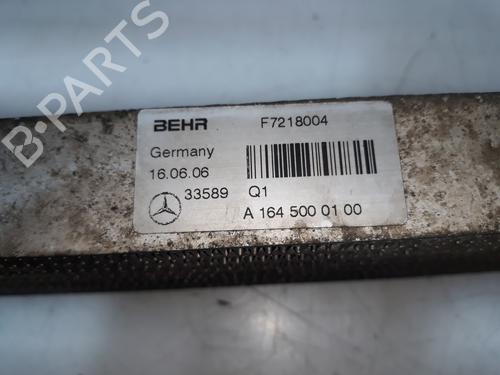 B-PARTS
BEHR F7218004
Germany
16.06.06
33589 Q1
A 164 500 01 00